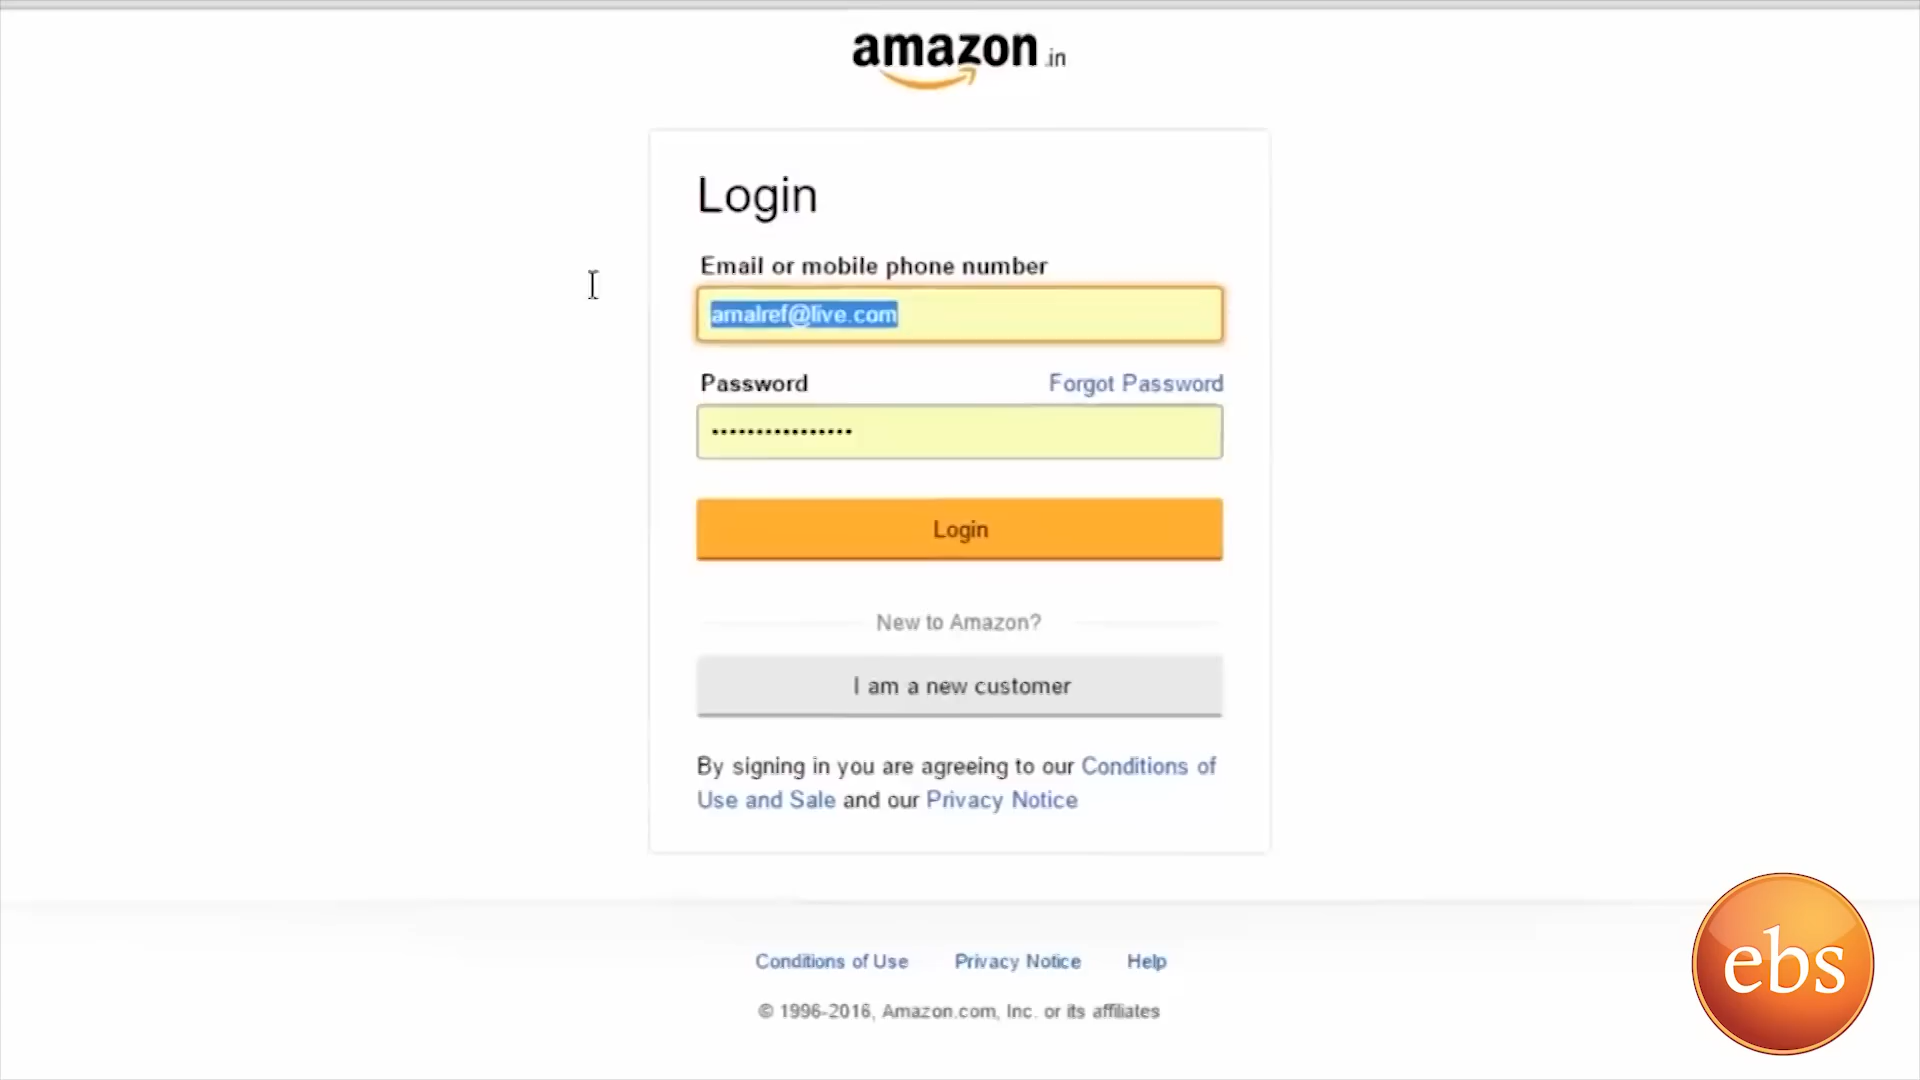 amazon.in
Login
Email or mobile phone number
amalref@live.com
Password
Forgot Password
••••••••••••••••
Login
New to Amazon?
I am a new customer
By signing in you are agreeing to our Conditions of
Use and Sale and our Privacy Notice
Conditions of Use
Privacy Notice
Help
© 1996-2016, Amazon.com, Inc. or its affiliates
ebs